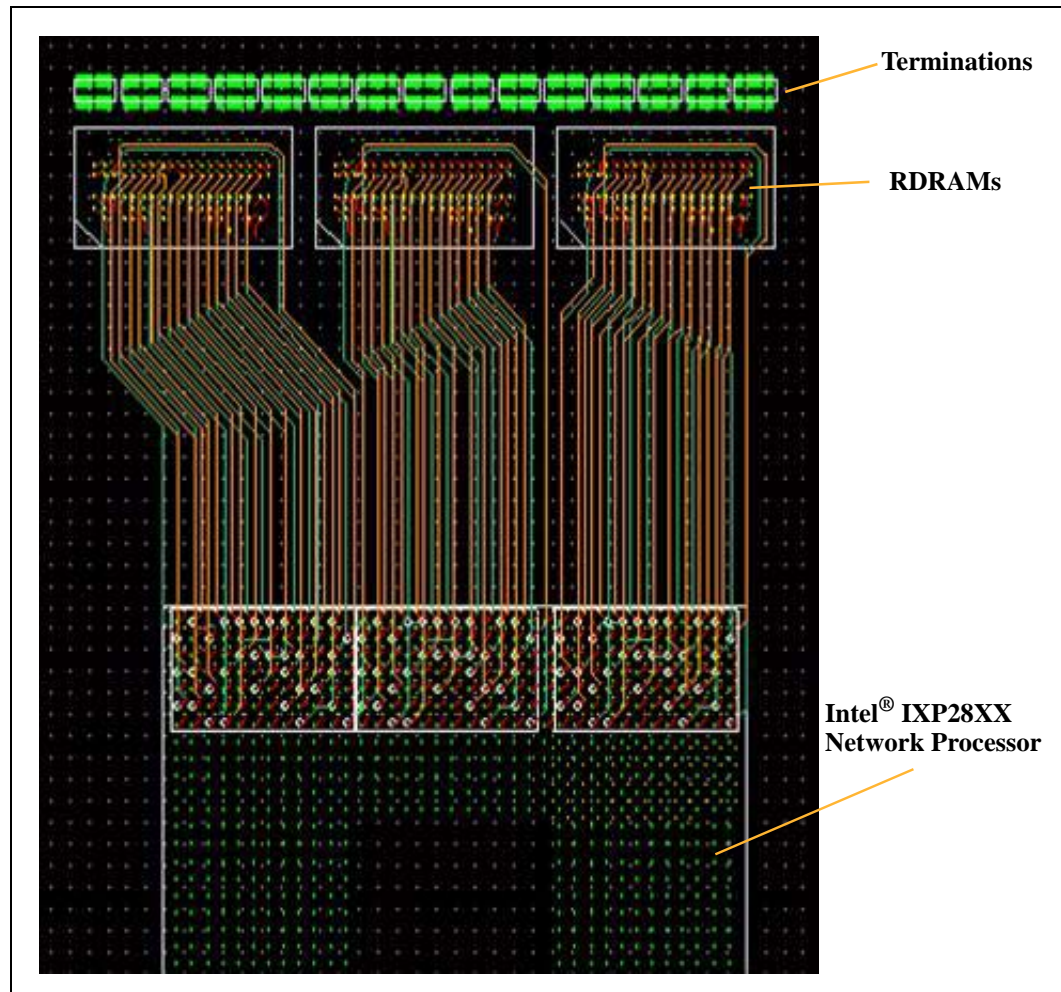 Terminations
RDRAMs
Intel® IXP28XX
Network Processor